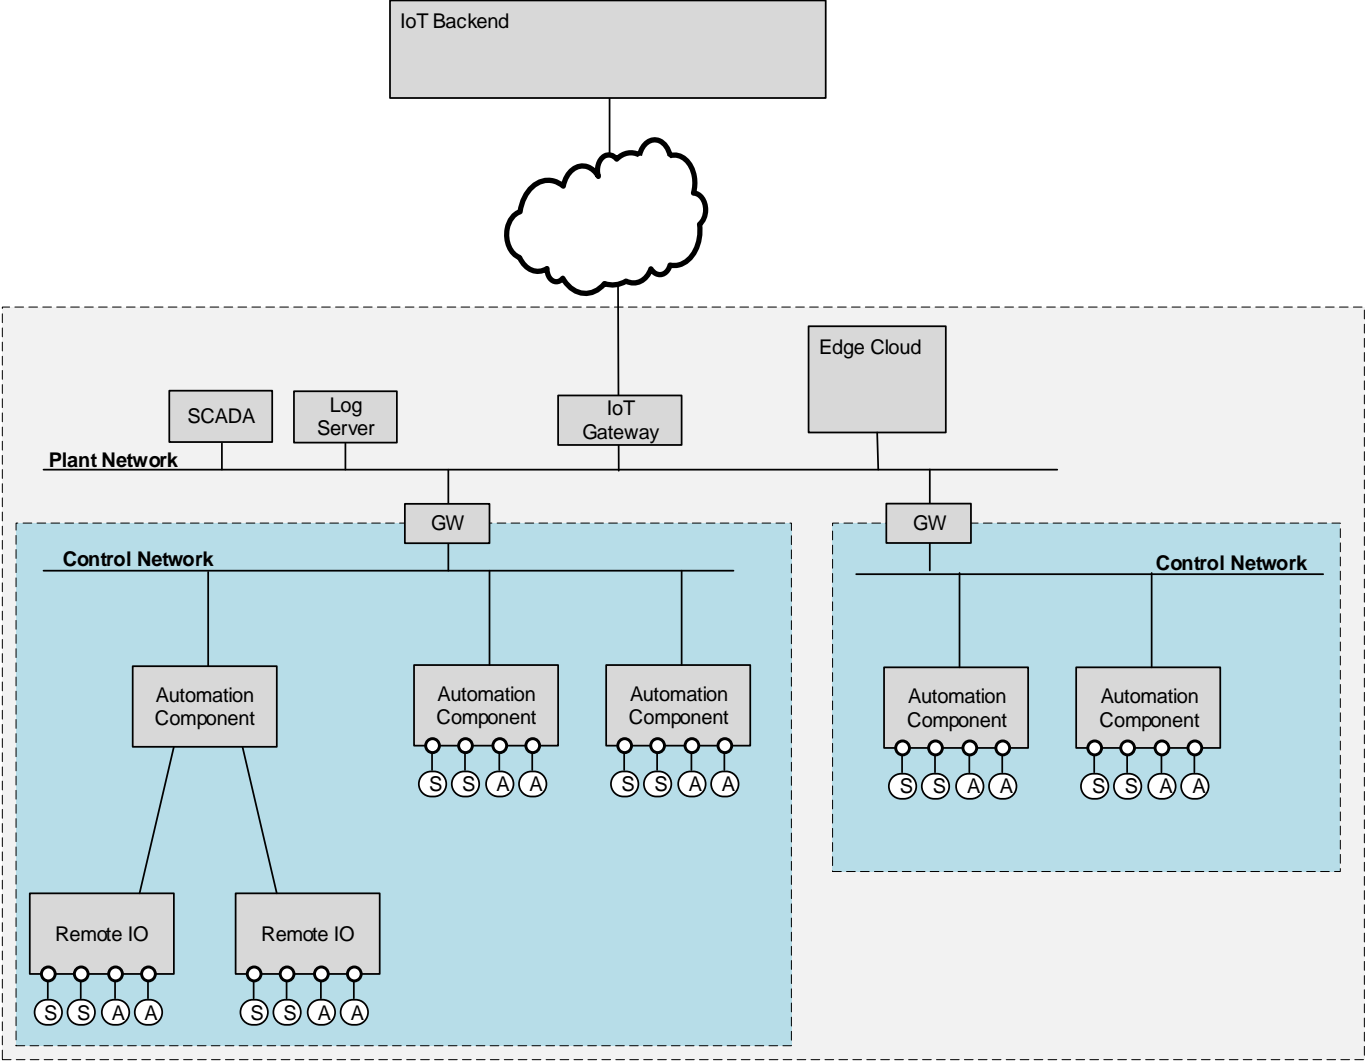 IoT Backend
Edge Cloud
SCADA
Log
Server
IoT
Gateway
Plant Network
GW
GW
Control Network
Control Network
Automation
Component
Automation
Component
Automation
Component
Automation
Component
Automation
Component
S S A A
S S A A
S S A A
S S A A
Remote IO
Remote IO
S S A A
S S A A